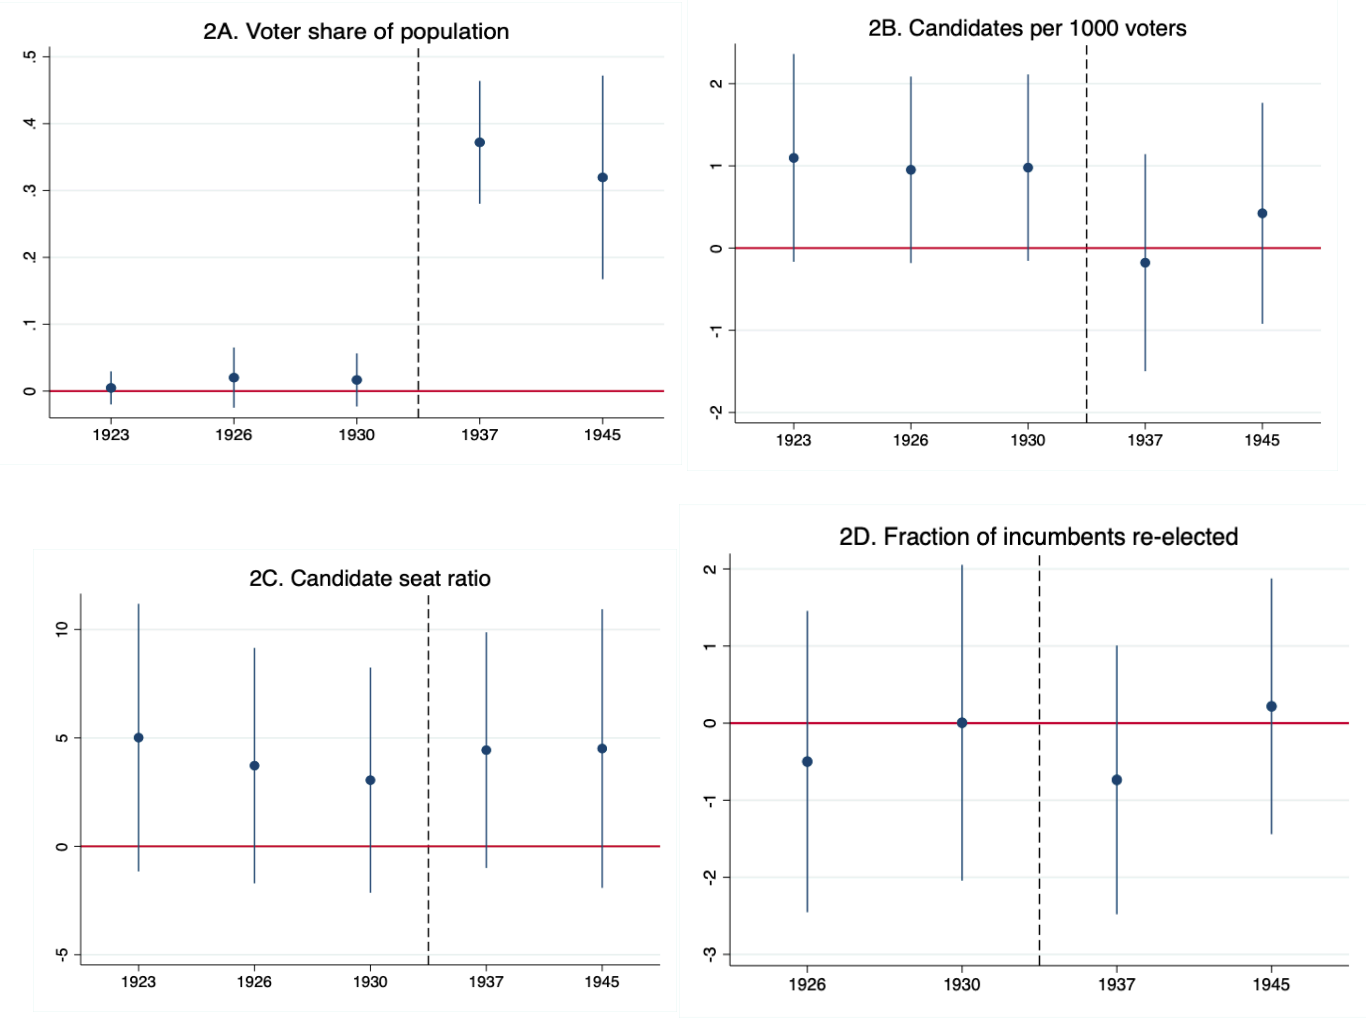 2A. Voter share of population
.5
.4
.3
.2
.1
0
1923 1926 1930 1937 1945
2B. Candidates per 1000 voters
2
1
0
-1
-2
1923 1926 1930 1937 1945
2C. Candidate seat ratio
10
5
0
-5
1923 1926 1930 1937 1945
2D. Fraction of incumbents re-elected
2
1
0
-1
-2
-3
1926 1930 1937 1945